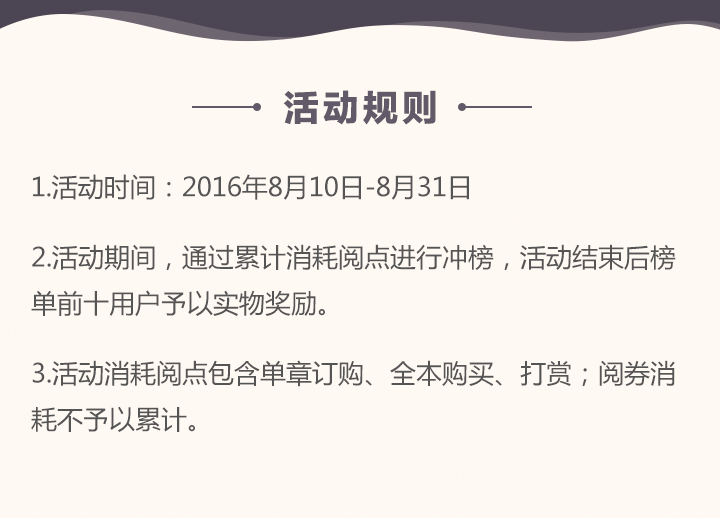 活动规则
1.活动时间：2016年8月10日-8月31日
2.活动期间，通过累计消耗阅点进行冲榜，活动结束后榜
单前十用户予以实物奖励。
3.活动消耗阅点包含单章订购、全本购买、打赏；阅券消
耗不予以累计。